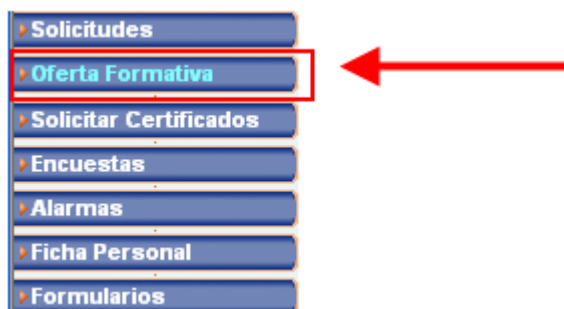 Solicitudes
Oferta Formativa
Solicitar Certificados
Encuestas
Alarmas
Ficha Personal
Formularios